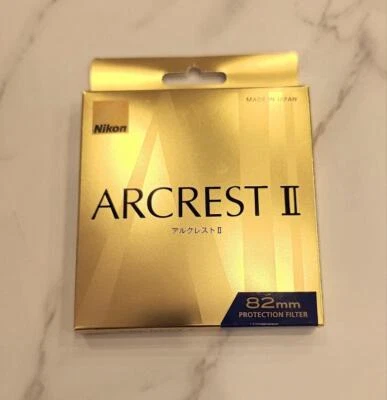 MADE IN JAPAN
Nikon
ARCREST II
アルクレストII
82mm
PROTECTION FILTER